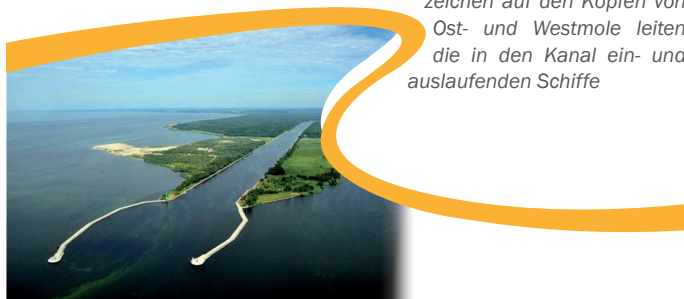 zeichen auf den Köpfen von
Ost- und Westmole leiten
die in den Kanal ein- und
auslaufenden Schiffe